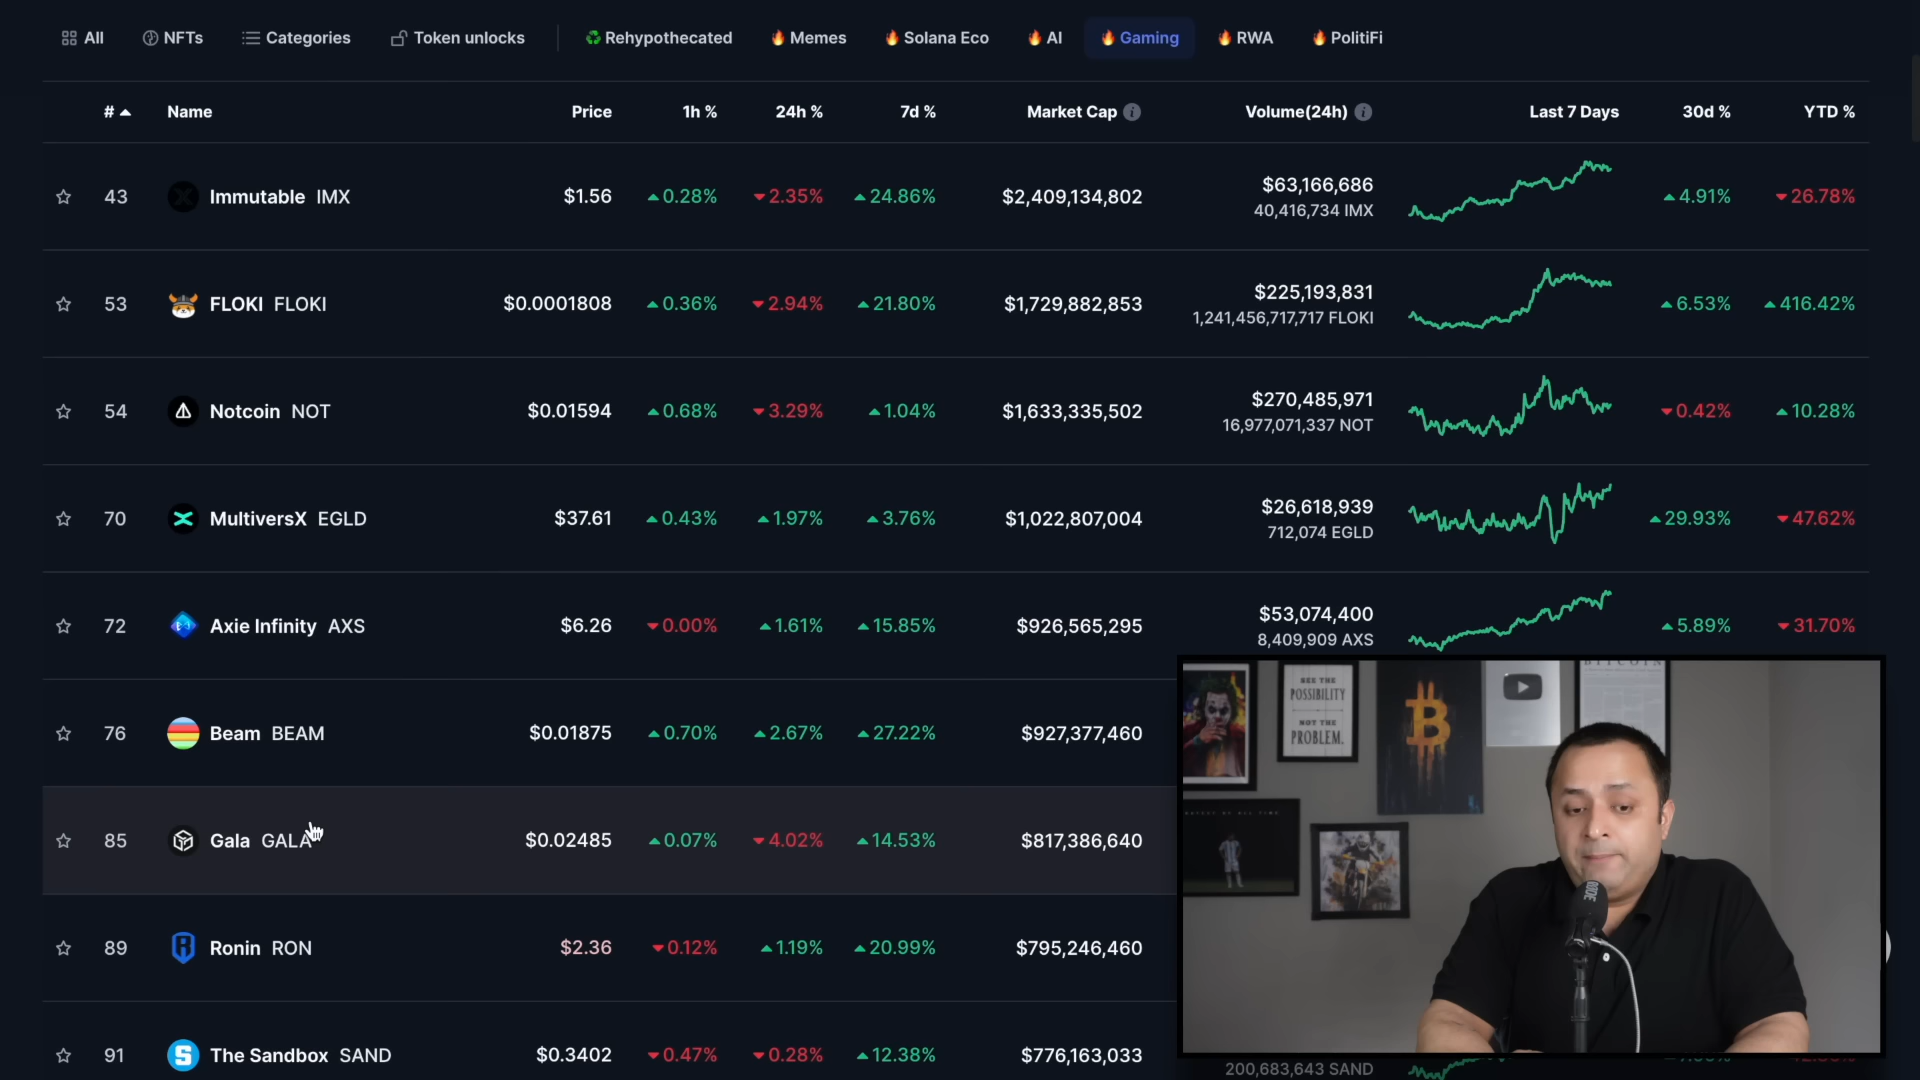 All NFTs Categories Token unlocks Rehypothecated Memes Solana Eco AI Gaming RWA PolitiFi
# Name Price 1h % 24h % 7d % Market Cap Volume(24h) Last 7 Days 30d % YTD %
43 Immutable IMX $1.56 0.28% 2.35% 24.86% $2,409,134,802 $63,166,686 4.91% 26.78%
40,416,734 IMX
53 FLOKI FLOKI $0.0001808 0.36% 2.94% 21.80% $1,729,882,853 $225,193,831 6.53% 416.42%
1,241,456,717,717 FLOKI
54 Notcoin NOT $0.01594 0.68% 3.29% 1.04% $1,633,335,502 $270,485,971 0.42% 10.28%
16,977,071,337 NOT
70 MultiversX EGLD $37.61 0.43% 1.97% 3.76% $1,022,807,004 $26,618,939 29.93% 47.62%
712,074 EGLD
72 Axie Infinity AXS $6.26 0.00% 1.61% 15.85% $926,565,295 $53,074,400 5.89% 31.70%
8,409,909 AXS
76 Beam BEAM $0.01875 0.70% 2.67% 27.22% $927,377,460
85 Gala GALA $0.02485 0.07% 4.02% 14.53% $817,386,640
89 Ronin RON $2.36 0.12% 1.19% 20.99% $795,246,460
91 The Sandbox SAND $0.3402 0.47% 0.28% 12.38% $776,163,033
200,683,643 SAND
SEE THE
POSSIBILITY
NOT THE
PROBLEM.
BITCOIN
RODE